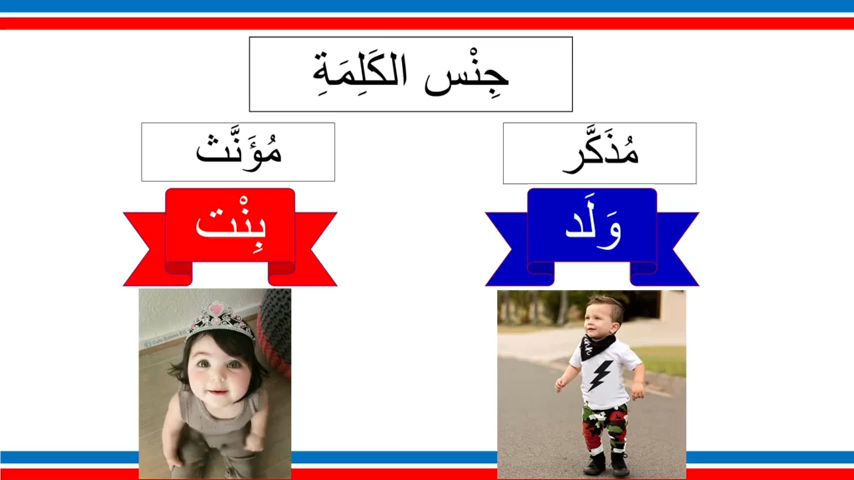 جِنْس الكَلِمَةِ
مُذَكَّر
مُؤَنَّث
وَلَد
بِنْت